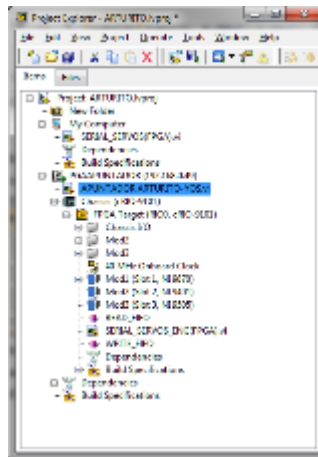 Project Explorer - ARTURITO.lvproj *
File Edit View Project Operate Tools Window Help
Items Files
Project: ARTURITO.lvproj
New Folder
My Computer
SERIAL_SERVOS(FPGA).vi
Dependencies
Build Specifications
APUNTADOR ARTURITO-YOS.vi
Chassis (cRIO-9101)
FPGA Target (RIO0, cRIO-9101)
Chassis I/O
Mod2
40 MHz Onboard Clock
Mod1 (Slot 1, NI 9870)
Mod2 (Slot 2, NI 9401)
Mod3 (Slot 3, NI 9505)
READ_FIFO
SERIAL_SERVOS_ENC(FPGA).vi
WRITE_FIFO
Dependencies
Build Specifications
Dependencies
Build Specifications